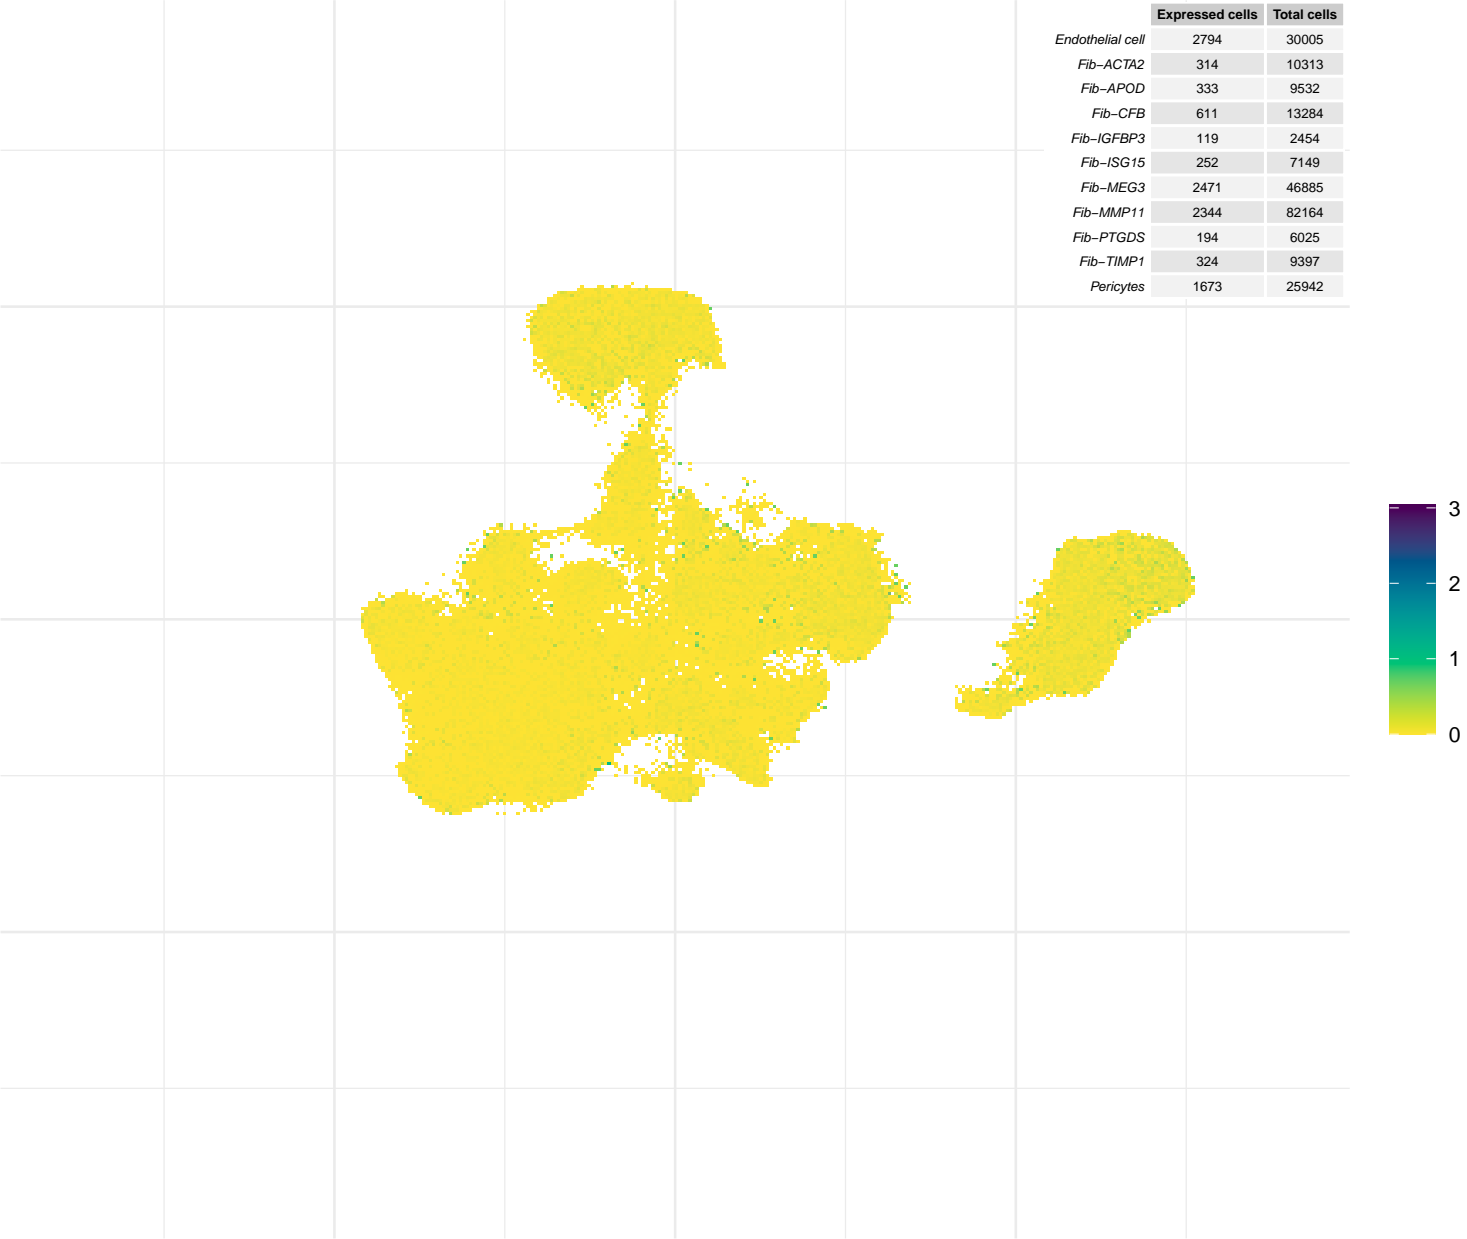 Expressed cells Total cells
Endothelial cell 2794 30005
Fib−ACTA2 314 10313
Fib−APOD 333 9532
Fib−CFB 611 13284
Fib−IGFBP3 119 2454
Fib−ISG15 252 7149
Fib−MEG3 2471 46885
Fib−MMP11 2344 82164
Fib−PTGDS 194 6025
Fib−TIMP1 324 9397
Pericytes 1673 25942
3
2
1
0